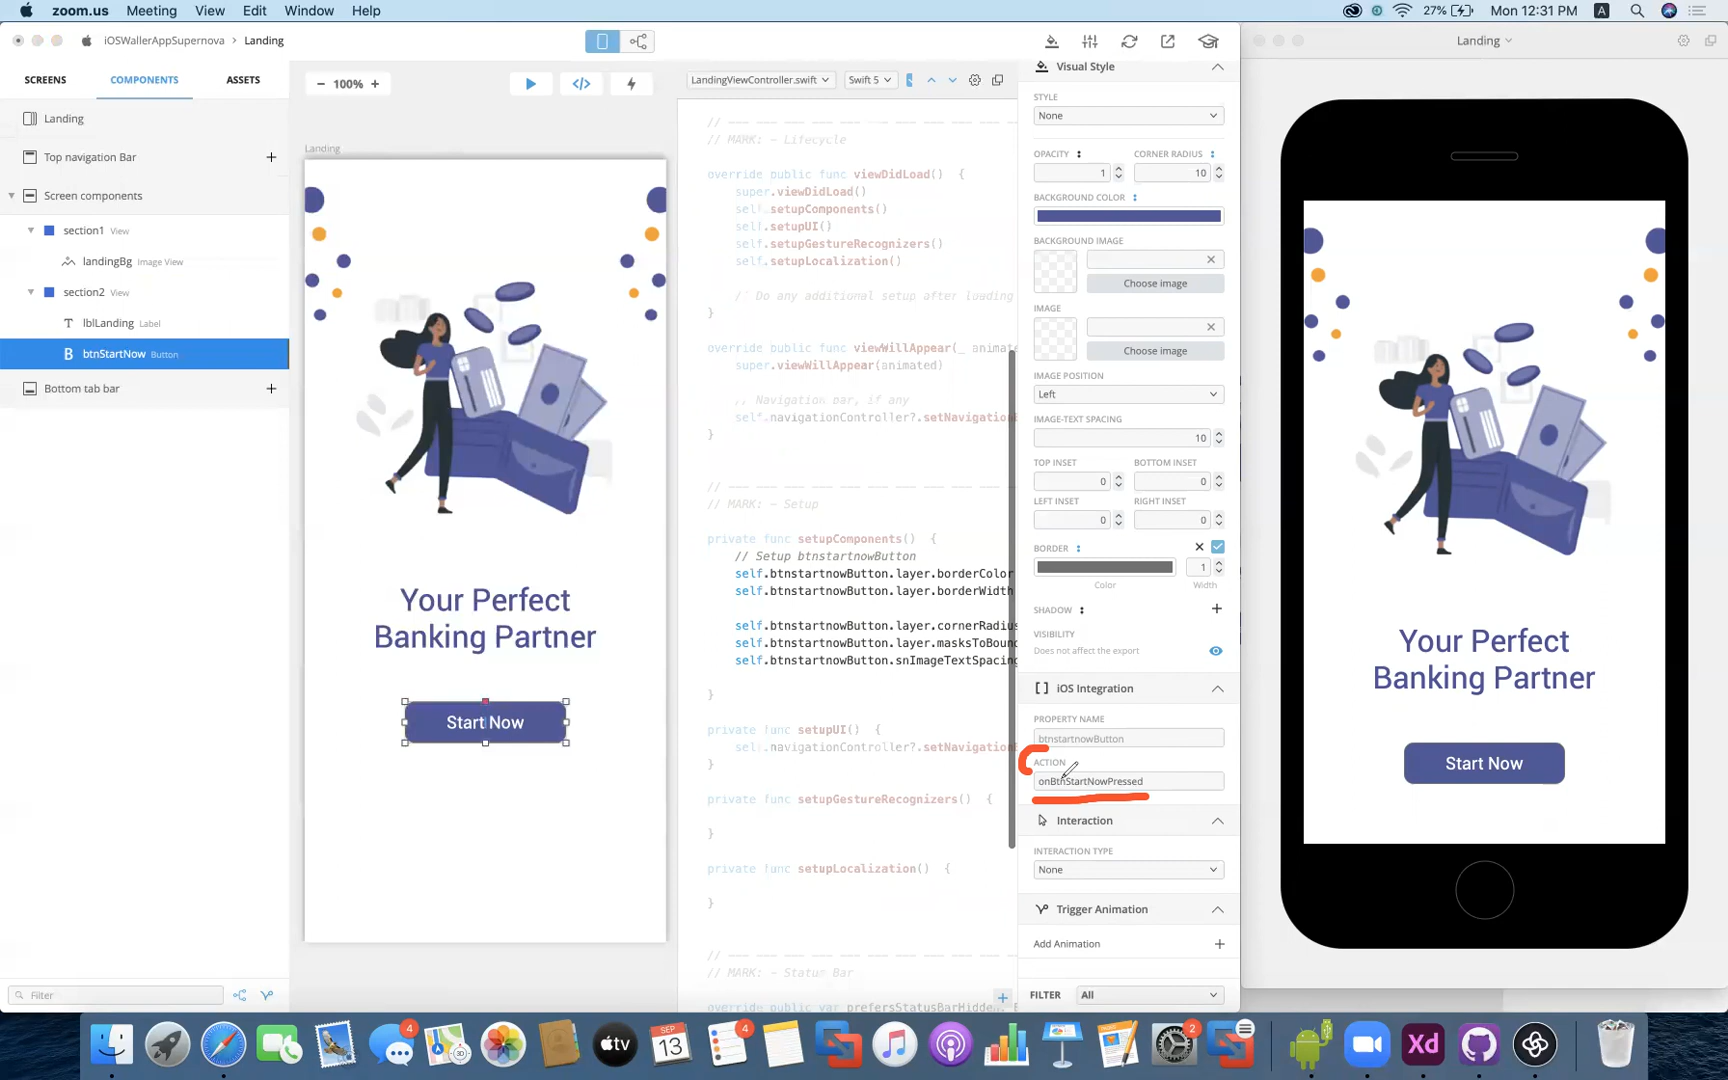 zoom.us Meeting View Edit Window Help
27% Mon 12:31 PM A
iOSWallerAppSupernova › Landing
Landing
SCREENS COMPONENTS ASSETS
Landing
Top navigation Bar +
Screen components
section1 View
landingBg Image View
section2 View
lblLanding Label
btnStartNow Button
Bottom tab bar +
Filter
− 100% +
Landing
Your Perfect
Banking Partner
Start Now
LandingViewController.swift Swift 5
// MARK: - Lifecycle
override public func viewDidLoad() {
super.viewDidLoad()
self.setupComponents()
self.setupUI()
self.setupGestureRecognizers()
self.setupLocalization()
Do any additional setup after loading
}
override public func viewWillAppear(_ animate
super.viewWillAppear(animated)
Navigation bar, if any
self.navigationController?.setNavigation
}
// MARK: - Setup
private func setupComponents() {
// Setup btnstartnowButton
self.btnstartnowButton.layer.borderColor
self.btnstartnowButton.layer.borderWidth
self.btnstartnowButton.layer.cornerRadius
self.btnstartnowButton.layer.masksToBoun
self.btnstartnowButton.snImageTextSpacing
}
private func setupUI() {
self.navigationController?.setNavigation
}
private func setupGestureRecognizers() {
}
private func setupLocalization() {
}
// MARK: - Status Bar
override public var prefersStatusBarHidden
Visual Style
STYLE
None
OPACITY CORNER RADIUS
1 10
BACKGROUND COLOR
BACKGROUND IMAGE
Choose image
IMAGE
Choose image
IMAGE POSITION
Left
IMAGE-TEXT SPACING
10
TOP INSET BOTTOM INSET
0 0
LEFT INSET RIGHT INSET
0 0
BORDER
1
Color Width
SHADOW +
VISIBILITY
Does not affect the export
iOS Integration
PROPERTY NAME
btnstartnowButton
ACTION
onBtnStartNowPressed
Interaction
INTERACTION TYPE
None
Trigger Animation
Add Animation +
FILTER All
Your Perfect
Banking Partner
Start Now
4
3D
tv
SEP
13
4
2
Xd